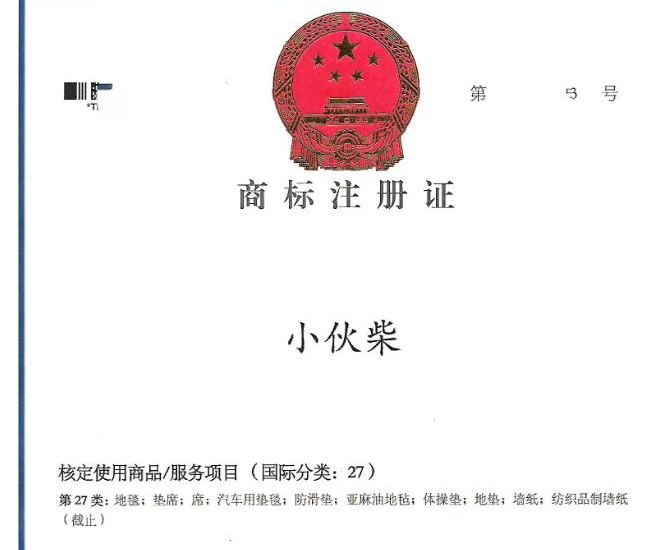 第 号
商标注册证
小伙柴
核定使用商品/服务项目（国际分类：27）
第27类：地毯；垫席；席；汽车用垫毯；防滑垫；亚麻油地毡；体操垫；地垫；墙纸；纺织品制墙纸
（截止）